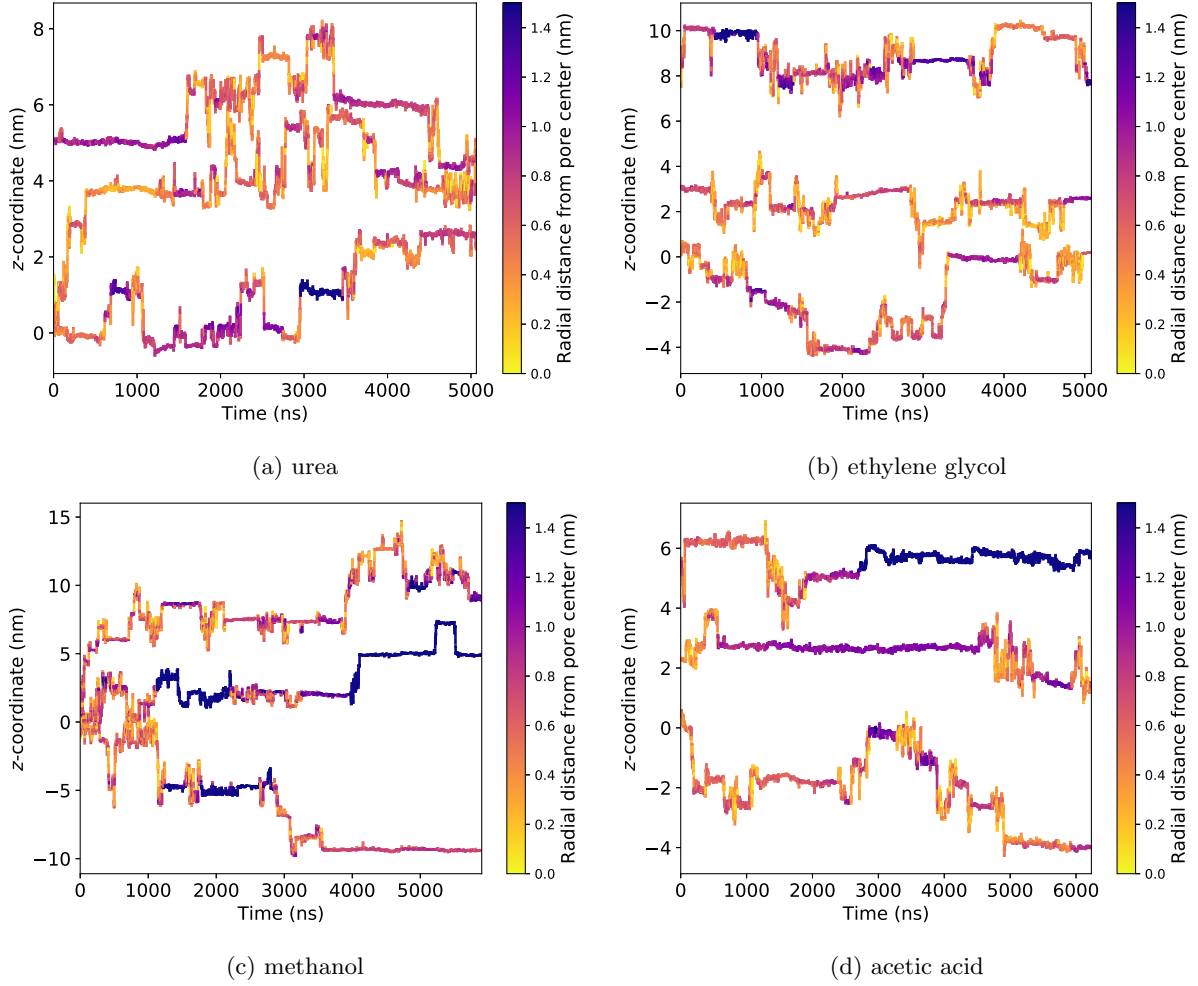 8
6
4
2
0
0 1000 2000 3000 4000 5000
Time (ns)
z-coordinate (nm)
1.4
1.2
1.0
0.8
0.6
0.4
0.2
0.0
Radial distance from pore center (nm)
(a) urea
10
8
6
4
2
0
−2
−4
0 1000 2000 3000 4000 5000
Time (ns)
z-coordinate (nm)
1.4
1.2
1.0
0.8
0.6
0.4
0.2
0.0
Radial distance from pore center (nm)
(b) ethylene glycol
15
10
5
0
−5
−10
0 1000 2000 3000 4000 5000
Time (ns)
z-coordinate (nm)
1.4
1.2
1.0
0.8
0.6
0.4
0.2
0.0
Radial distance from pore center (nm)
(c) methanol
6
4
2
0
−2
−4
0 1000 2000 3000 4000 5000 6000
Time (ns)
z-coordinate (nm)
1.4
1.2
1.0
0.8
0.6
0.4
0.2
0.0
Radial distance from pore center (nm)
(d) acetic acid